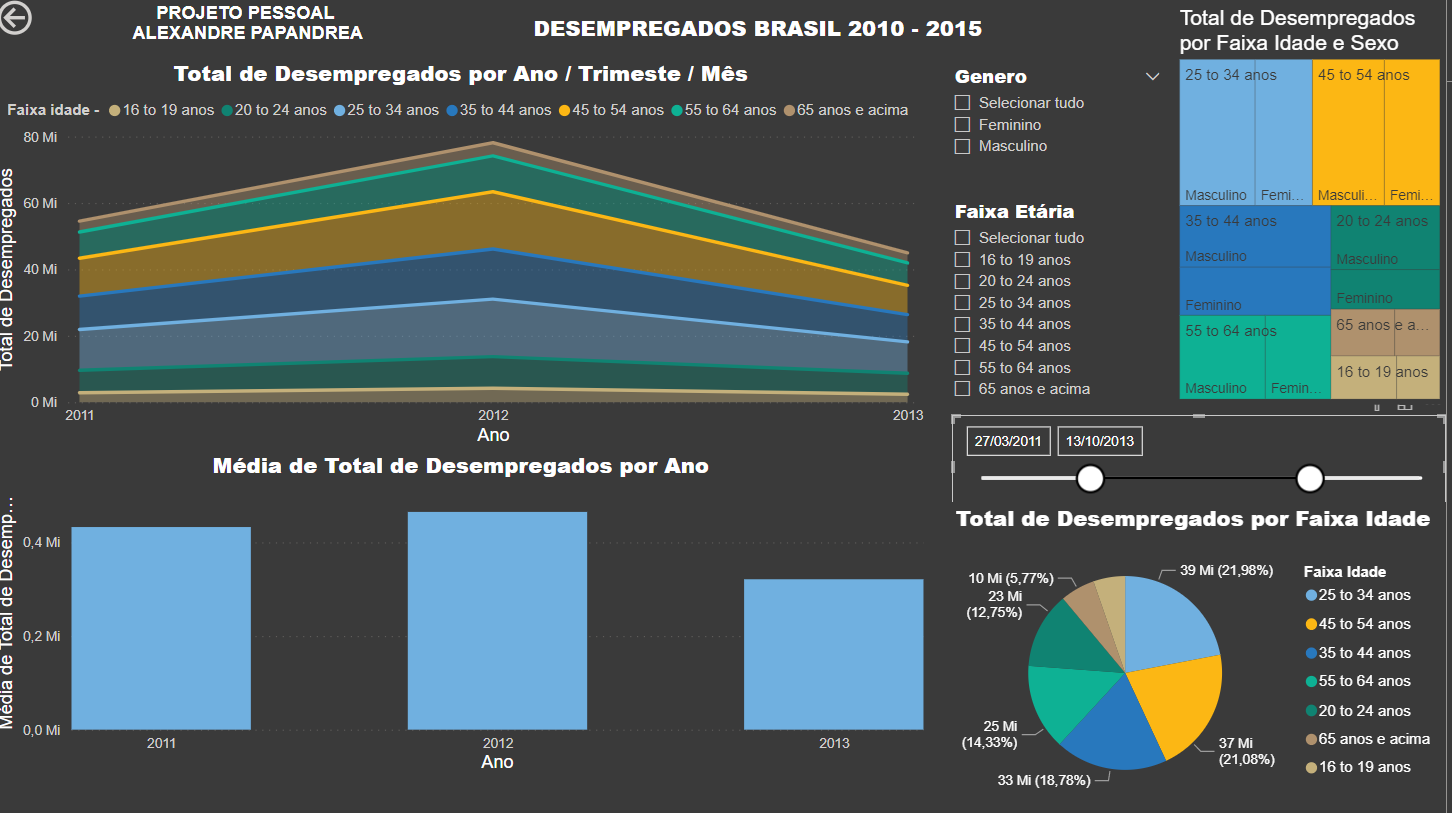 PROJETO PESSOAL
ALEXANDRE PAPANDREA
DESEMPREGADOS BRASIL 2010 - 2015
Total de Desempregados por Ano / Trimeste / Mês
Faixa idade - 16 to 19 anos 20 to 24 anos 25 to 34 anos 35 to 44 anos 45 to 54 anos 55 to 64 anos 65 anos e acima
Total de Desempregados
80 Mi
60 Mi
40 Mi
20 Mi
0 Mi
2011 2012 2013
Ano
Genero
Selecionar tudo
Feminino
Masculino
Faixa Etária
Selecionar tudo
16 to 19 anos
20 to 24 anos
25 to 34 anos
35 to 44 anos
45 to 54 anos
55 to 64 anos
65 anos e acima
Total de Desempregados
por Faixa Idade e Sexo
25 to 34 anos 45 to 54 anos
Masculino Femi... Masculi... Femi...
35 to 44 anos 20 to 24 anos
Masculino Masculino
Feminino Feminino
55 to 64 anos 65 anos e a...
16 to 19 anos
Masculino Femin...
27/03/2011 13/10/2013
Média de Total de Desempregados por Ano
Média de Total de Desemp...
0,4 Mi
0,2 Mi
0,0 Mi
2011 2012 2013
Ano
Total de Desempregados por Faixa Idade
39 Mi (21,98%)
37 Mi
(21,08%)
33 Mi (18,78%)
25 Mi
(14,33%)
23 Mi
(12,75%)
10 Mi (5,77%)
Faixa Idade
25 to 34 anos
45 to 54 anos
35 to 44 anos
55 to 64 anos
20 to 24 anos
65 anos e acima
16 to 19 anos